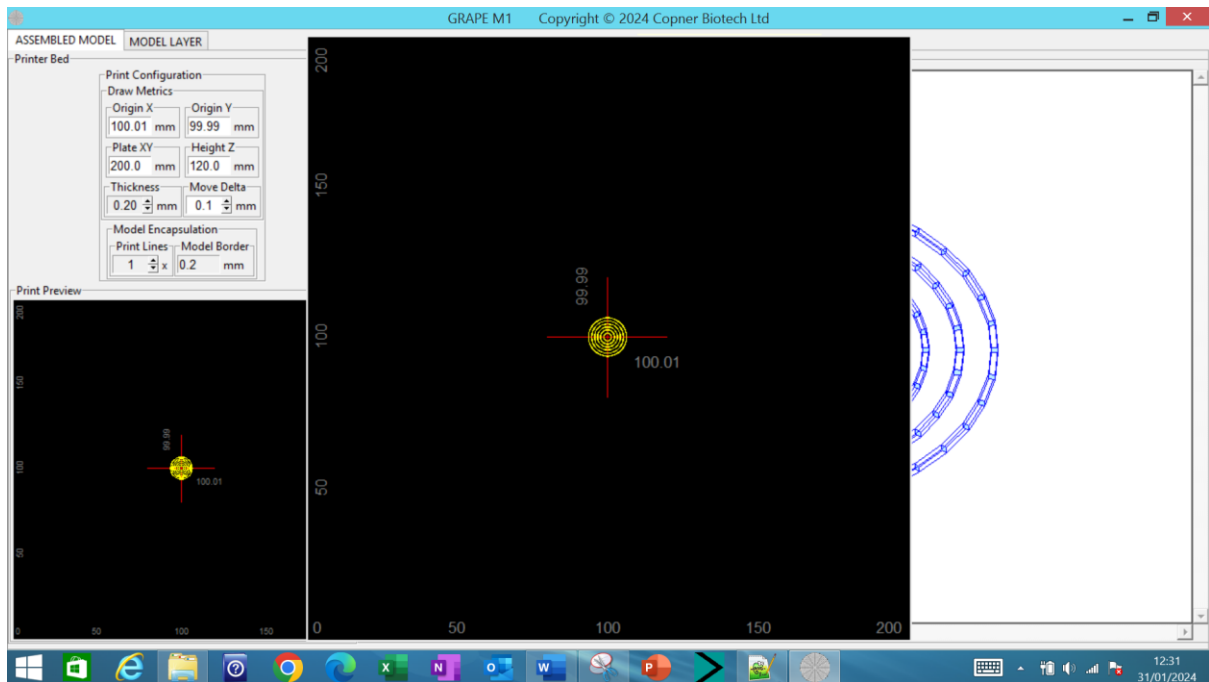 GRAPE M1 Copyright © 2024 Copner Biotech Ltd
ASSEMBLED MODEL MODEL LAYER
Printer Bed
Print Configuration
Draw Metrics
Origin X Origin Y
100.01 mm 99.99 mm
Plate XY Height Z
200.0 mm 120.0 mm
Thickness Move Delta
0.20 mm 0.1 mm
Model Encapsulation
Print Lines Model Border
1 x 0.2 mm
Print Preview
200
150
100
50
0 50 100 150
99.99
100.01
200
150
100
50
0 50 100 150 200
99.99
100.01
12:31
31/01/2024